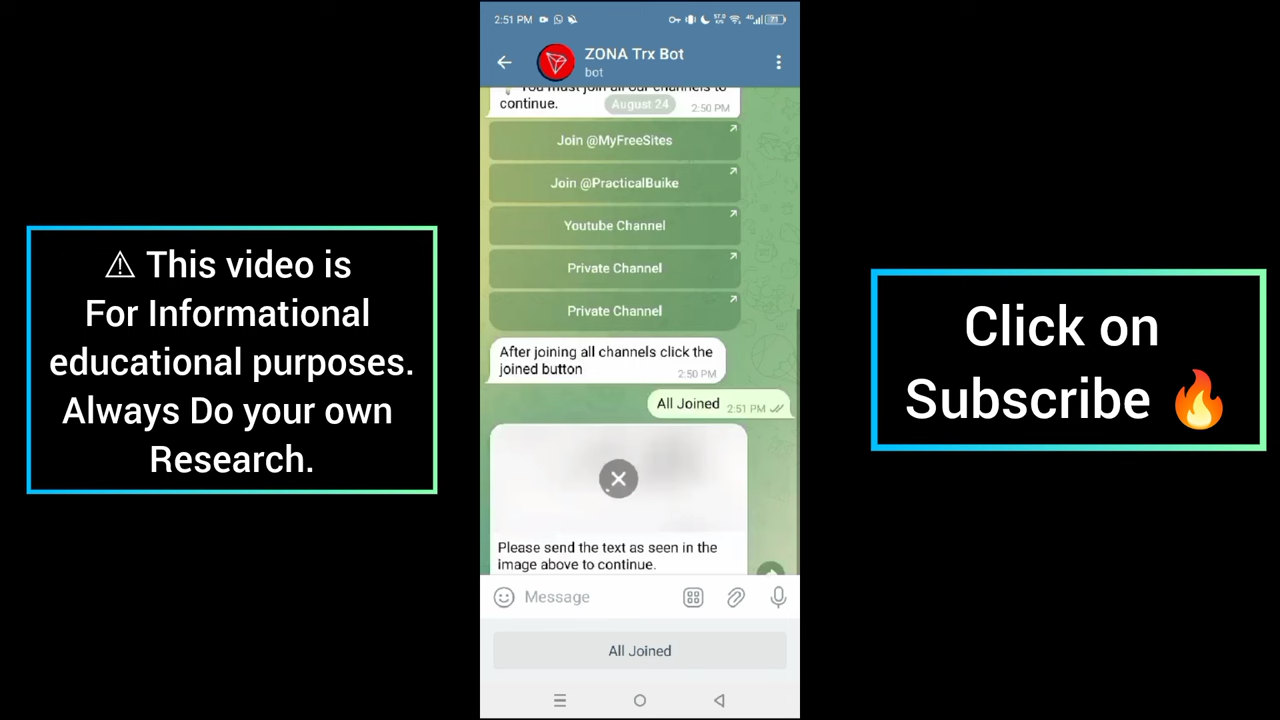 ⚠ This video is
For Informational
educational purposes.
Always Do your own
Research.
2:51 PM
ZONA Trx Bot
bot
continue.
August 24
2:50 PM
Join @MyFreeSites
Join @PracticalBuike
Youtube Channel
Private Channel
Private Channel
After joining all channels click the
joined button
2:50 PM
All Joined 2:51 PM
Please send the text as seen in the
image above to continue.
Message
All Joined
Click on
Subscribe 🔥